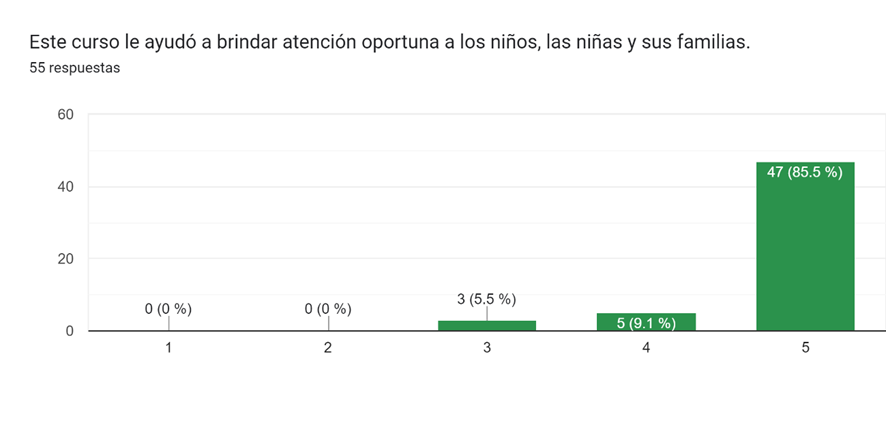 Este curso le ayudó a brindar atención oportuna a los niños, las niñas y sus familias.
55 respuestas
60
40
20
0
0 (0 %)
0 (0 %)
3 (5.5 %)
5 (9.1 %)
47 (85.5 %)
1
2
3
4
5